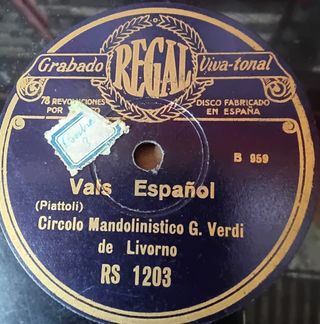 Grabado REGAL Viva-tonal
78 REVOLUCIONES
POR
DISCO FABRICADO
EN ESPAÑA
B 959
Vals Español
(Piattoli)
Circolo Mandolinistico G. Verdi
de Livorno
RS 1203